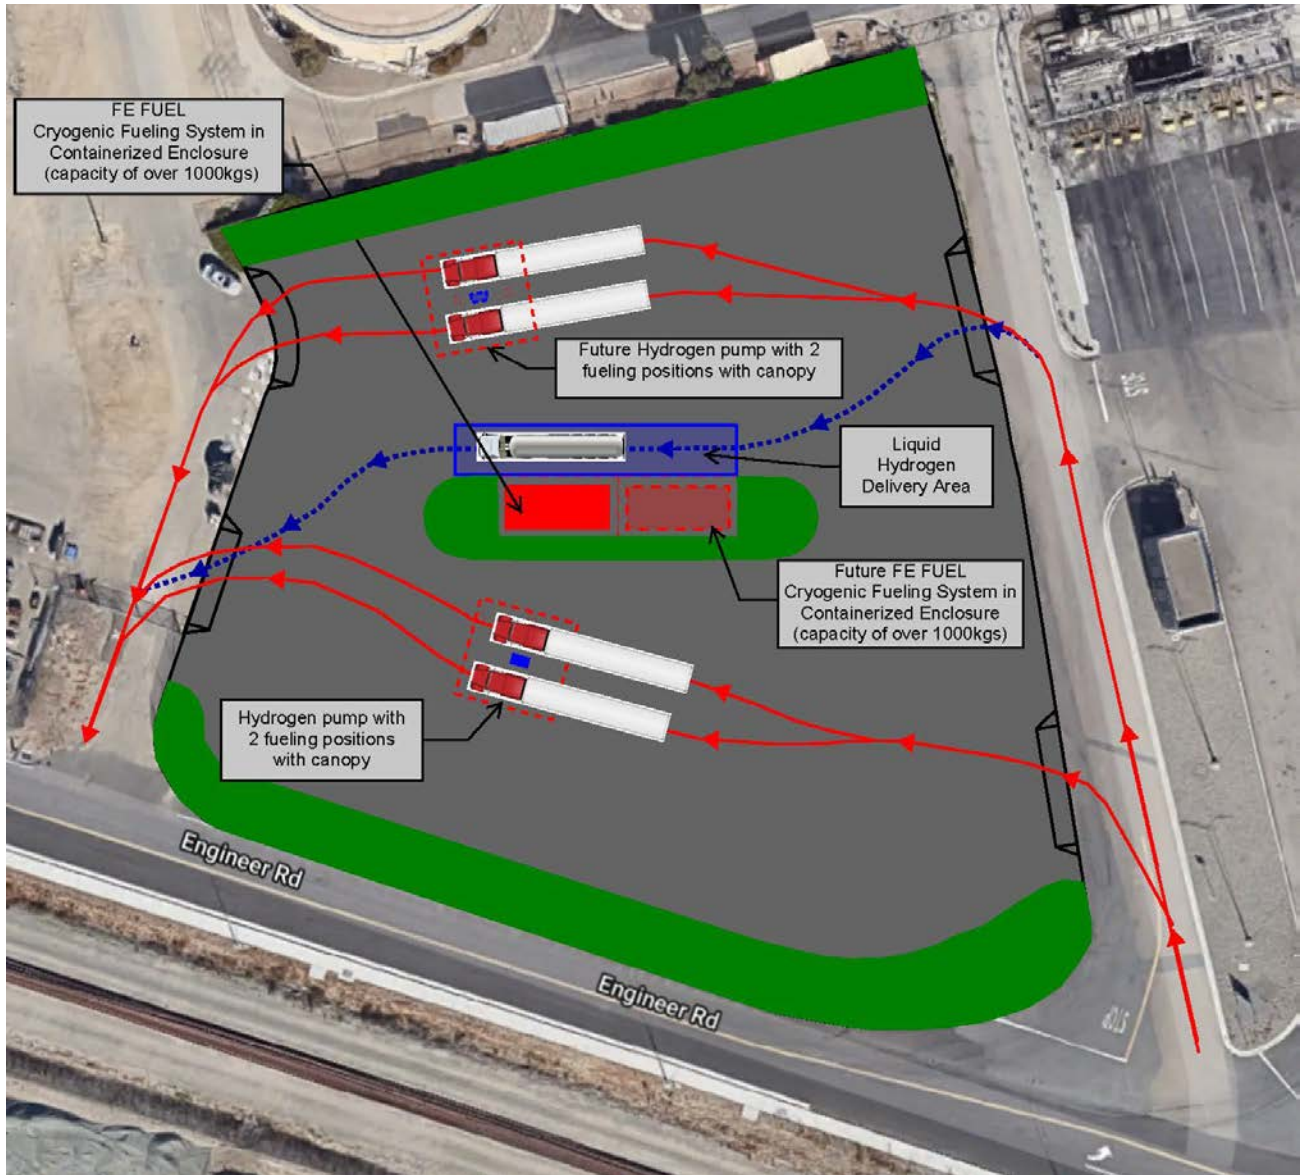 FE FUEL
Cryogenic Fueling System in
Containerized Enclosure
(capacity of over 1000kgs)
Future Hydrogen pump with 2
fueling positions with canopy
STOP
Liquid
Hydrogen
Delivery Area
Future FE FUEL
Cryogenic Fueling System in
Containerized Enclosure
(capacity of over 1000kgs)
Hydrogen pump with
2 fueling positions
with canopy
Engineer Rd
Engineer Rd
STOP